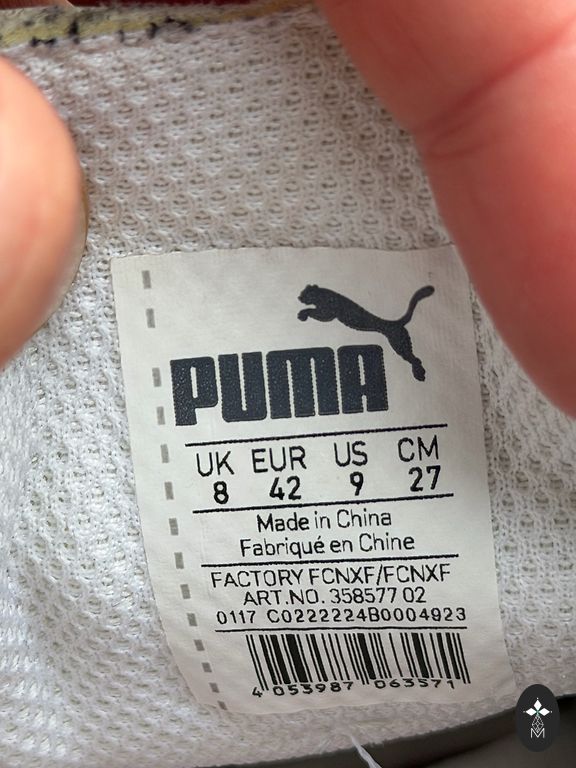 PUMA
UK EUR US CM
8 42 9 27
Made in China
Fabriqué en Chine
FACTORY FCNXF/FCNXF
ART.NO. 358577 02
0117 C0222224B0004923
4 053987 063571
M